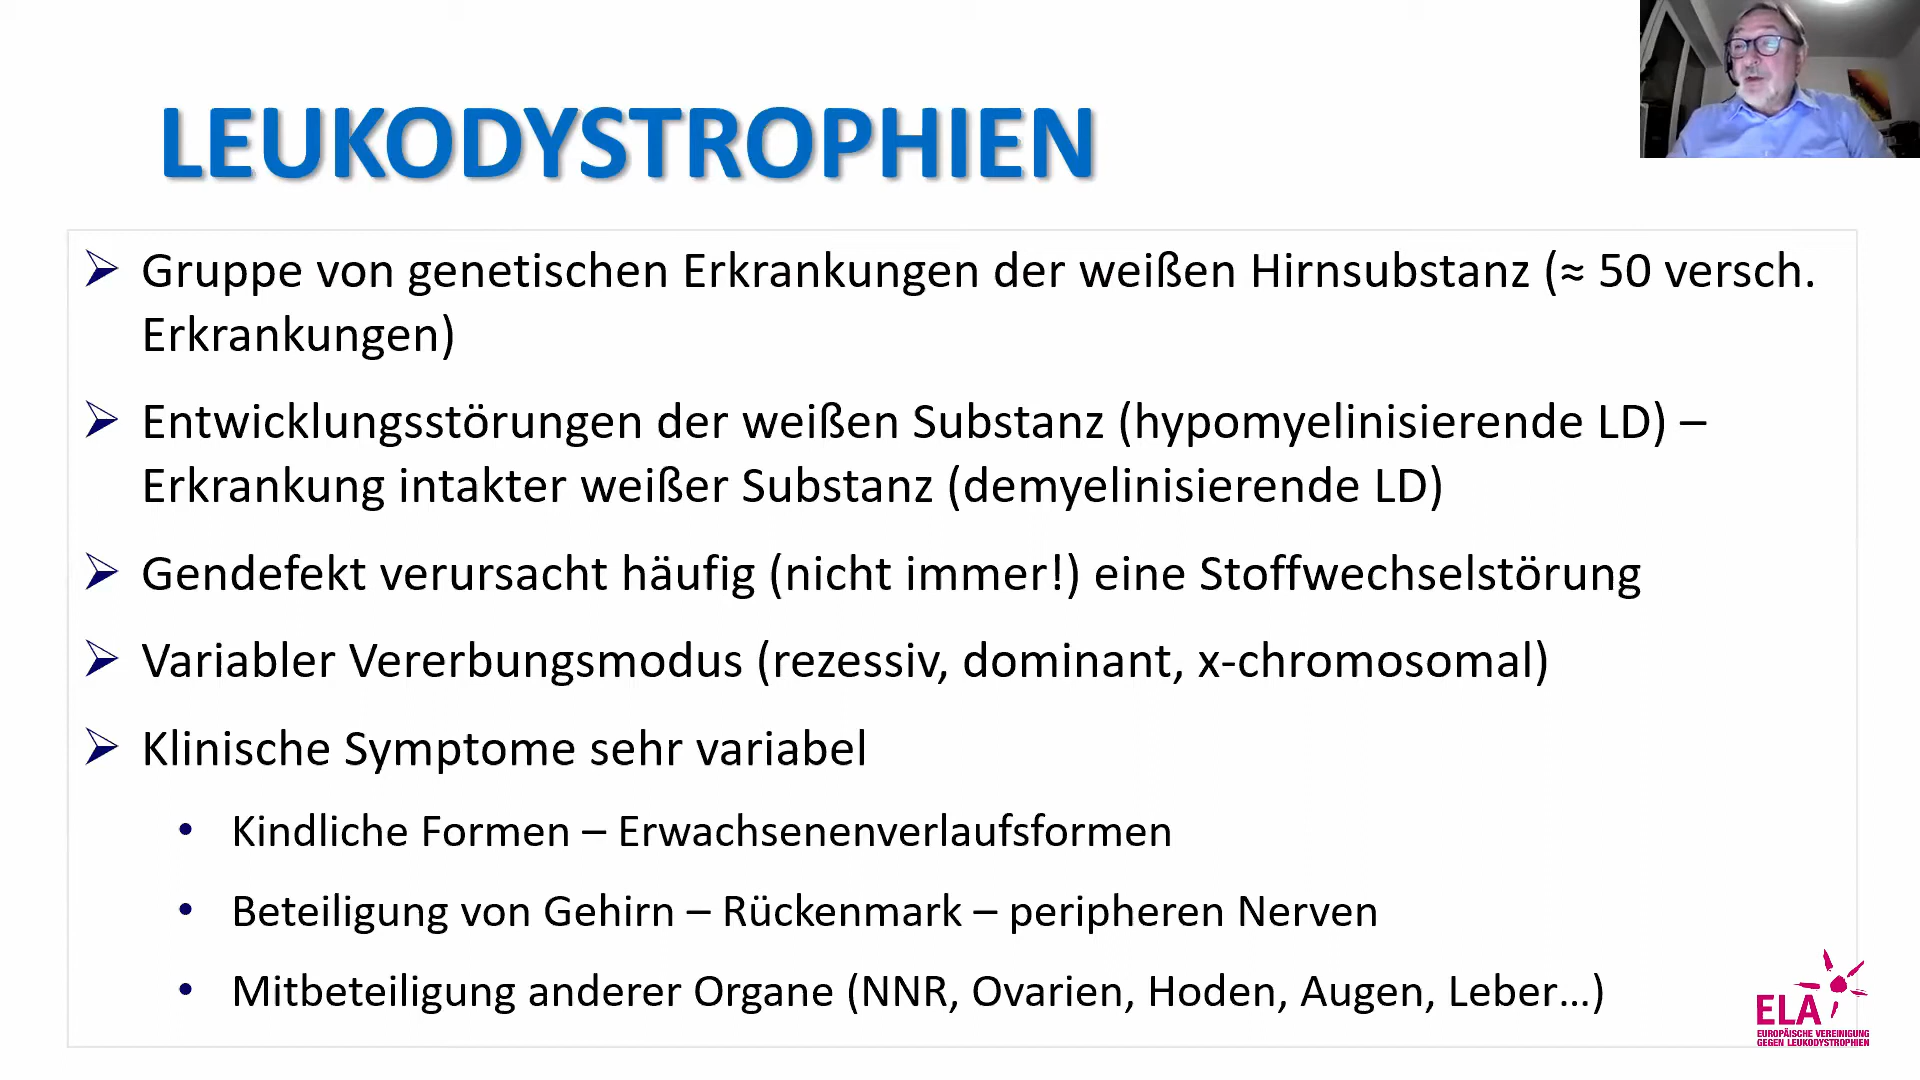 LEUKODYSTROPHIEN
Gruppe von genetischen Erkrankungen der weißen Hirnsubstanz (≈ 50 versch.
Erkrankungen)
Entwicklungsstörungen der weißen Substanz (hypomyelinisierende LD) –
Erkrankung intakter weißer Substanz (demyelinisierende LD)
Gendefekt verursacht häufig (nicht immer!) eine Stoffwechselstörung
Variabler Vererbungsmodus (rezessiv, dominant, x-chromosomal)
Klinische Symptome sehr variabel
• Kindliche Formen – Erwachsenenverlaufsformen
• Beteiligung von Gehirn – Rückenmark – peripheren Nerven
• Mitbeteiligung anderer Organe (NNR, Ovarien, Hoden, Augen, Leber…)
ELA
EUROPÄISCHE VEREINIGUNG
GEGEN LEUKODYSTROPHIEN